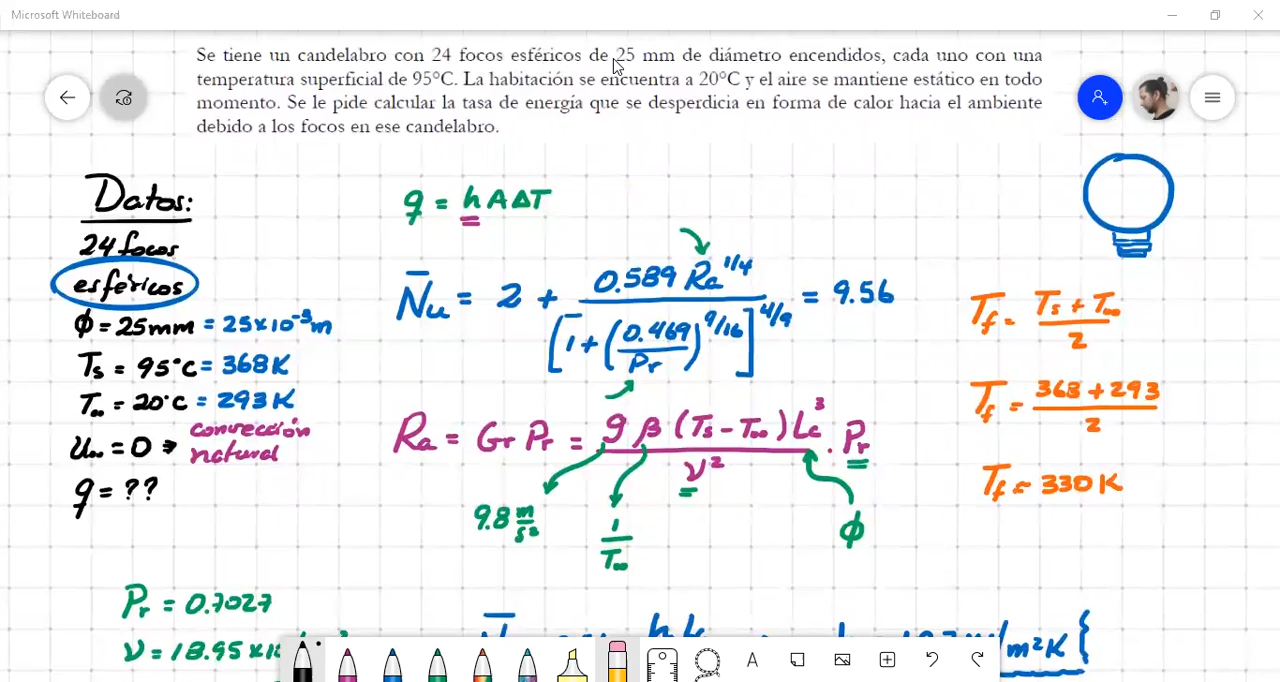 Microsoft Whiteboard
Se tiene un candelabro con 24 focos esféricos de 25 mm de diámetro encendidos, cada uno con una
temperatura superficial de 95°C. La habitación se encuentra a 20°C y el aire se mantiene estático en todo
momento. Se le pide calcular la tasa de energía que se desperdicia en forma de calor hacia el ambiente
debido a los focos en ese candelabro.
Datos:
24 focos
esféricos
ϕ = 25mm = 25x10⁻³m
Ts = 95°C = 368K
T∞ = 20°C = 293K
U∞ = 0 → convección
natural
q = ??
q = hAΔT
N̅u = 2 + 0.589 Ra^1/4 / [1 + (0.469/Pr)^9/16]^4/9 = 9.56
Ra = Gr Pr = g β (Ts - T∞) Lc³ / ν² . Pr
9.8 m/s²
1/T∞
ϕ
Tf = Ts + T∞ / 2
Tf = 368 + 293 / 2
Tf = 330K
Pr = 0.7027
ν = 18.95x10
m²K
A